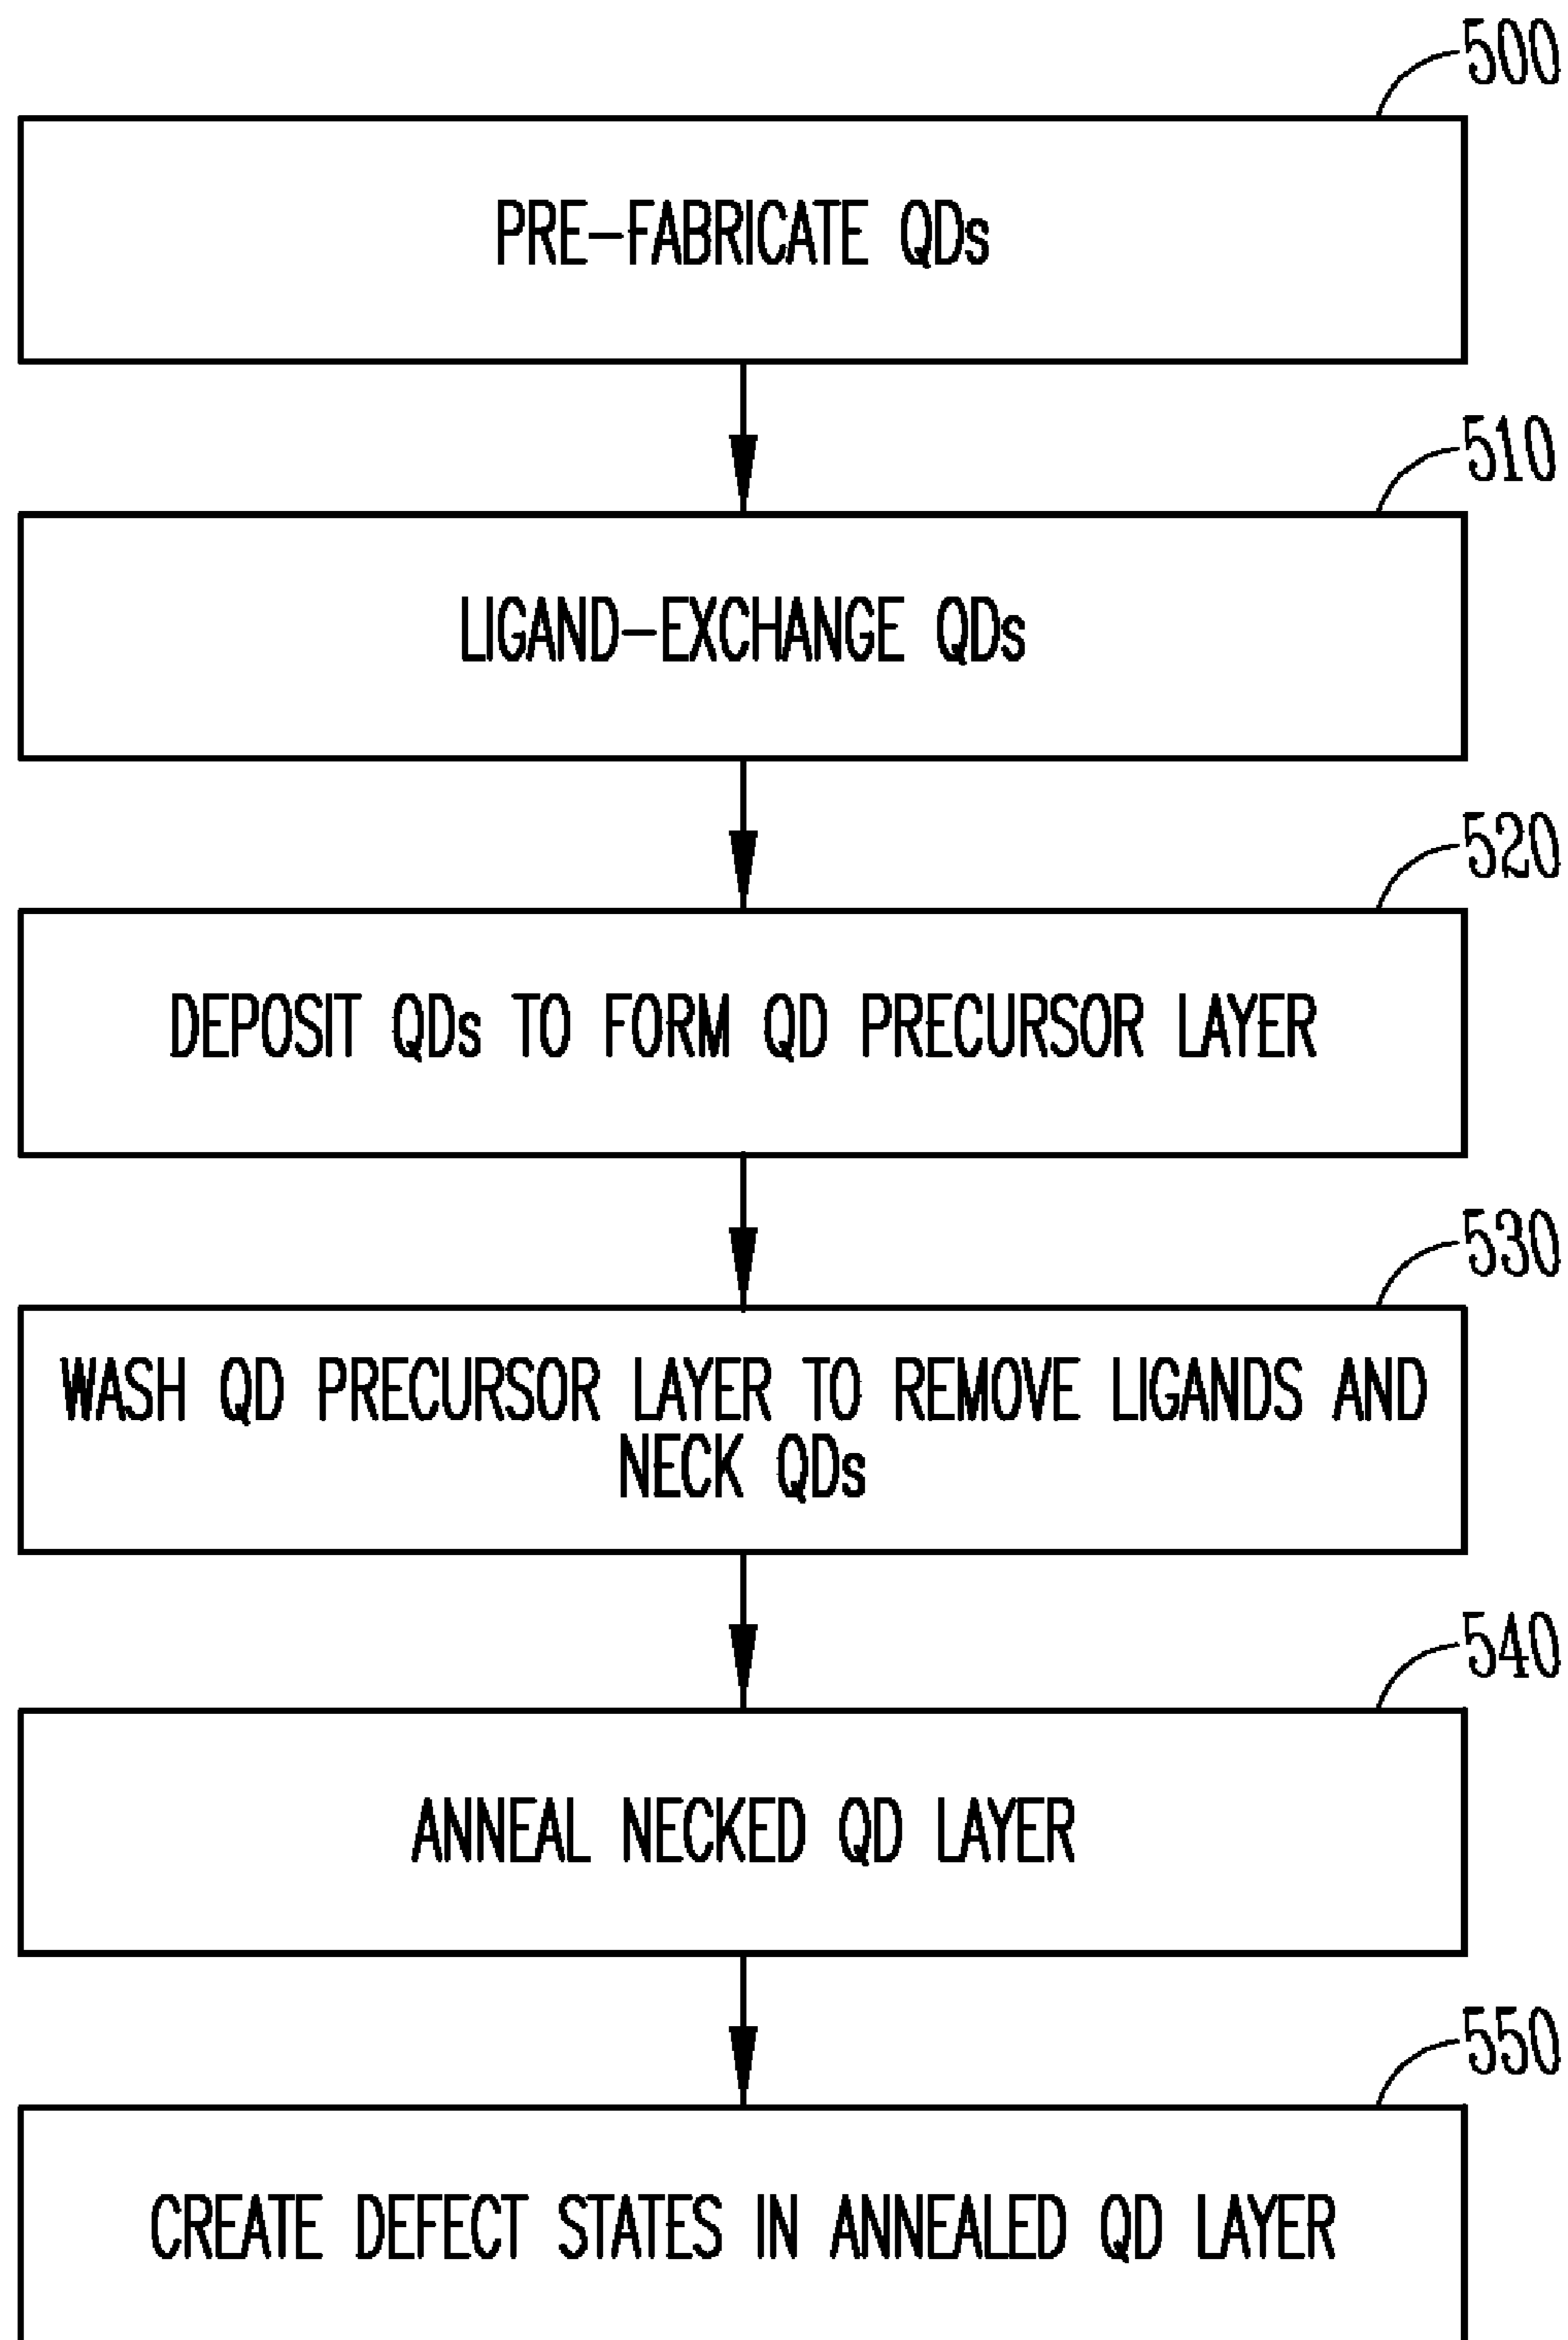 500
PRE-FABRICATE QDs
510
LIGAND-EXCHANGE QDs
520
DEPOSIT QDs TO FORM QD PRECURSOR LAYER
530
WASH QD PRECURSOR LAYER TO REMOVE LIGANDS AND
NECK QDs
540
ANNEAL NECKED QD LAYER
550
CREATE DEFECT STATES IN ANNEALED QD LAYER